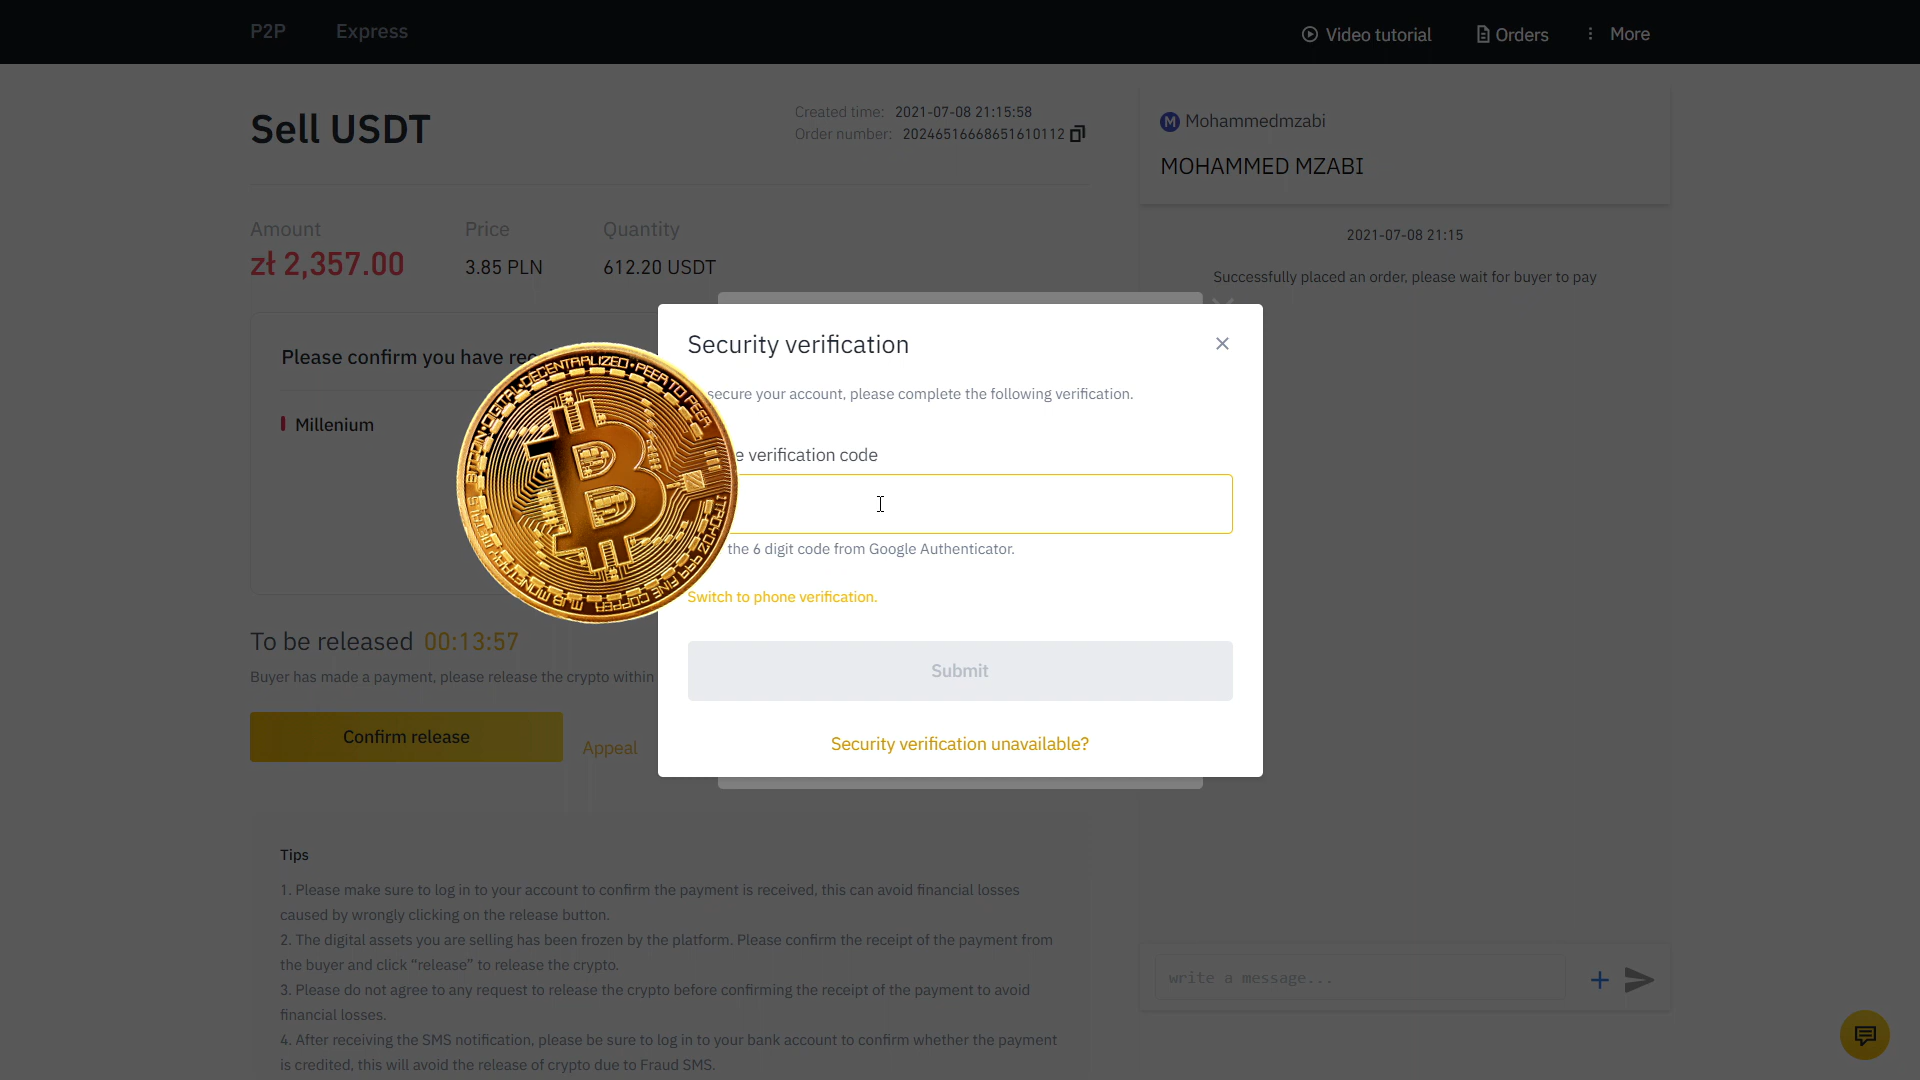 P2P
Express
Video tutorial
Orders
More
Sell USDT
Created time: 2021-07-08 21:15:58
Order number: 20246516668651610112
M Mohammedmzabi
MOHAMMED MZABI
Amount
Price
Quantity
zł 2,357.00
3.85 PLN
612.20 USDT
2021-07-08 21:15
Successfully placed an order, please wait for buyer to pay
Please confirm you have
Millenium
Security verification
secure your account, please complete the following verification.
verification code
the 6 digit code from Google Authenticator.
Switch to phone verification.
Submit
Security verification unavailable?
BITCOIN•DIGITAL•DECENTRALIZED•PEER TO PEER
To be released 00:13:57
Buyer has made a payment, please release the crypto within
Confirm release
Appeal
Tips
1. Please make sure to log in to your account to confirm the payment is received, this can avoid financial losses
caused by wrongly clicking on the release button.
2. The digital assets you are selling has been frozen by the platform. Please confirm the receipt of the payment from
the buyer and click “release” to release the crypto.
3. Please do not agree to any request to release the crypto before confirming the receipt of the payment to avoid
financial losses.
4. After receiving the SMS notification, please be sure to log in to your bank account to confirm whether the payment
is credited, this will avoid the release of crypto due to Fraud SMS.
write a message...